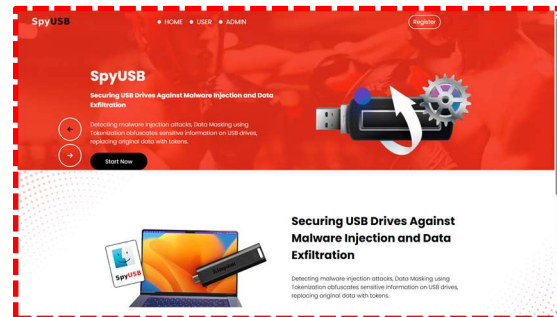 SpyUSB
HOME USER ADMIN
Register
SpyUSB
Securing USB Drives Against Malware Injection and Data
Exfiltration
Detecting malware injection attacks, Data Masking using
Tokenization obfuscates sensitive information on USB drives,
replacing original data with tokens.
Start Now
SpyUSB
Securing USB Drives Against
Malware Injection and Data
Exfiltration
Detecting malware injection attacks, Data Masking using
Tokenization obfuscates sensitive information on USB drives,
replacing original data with tokens.